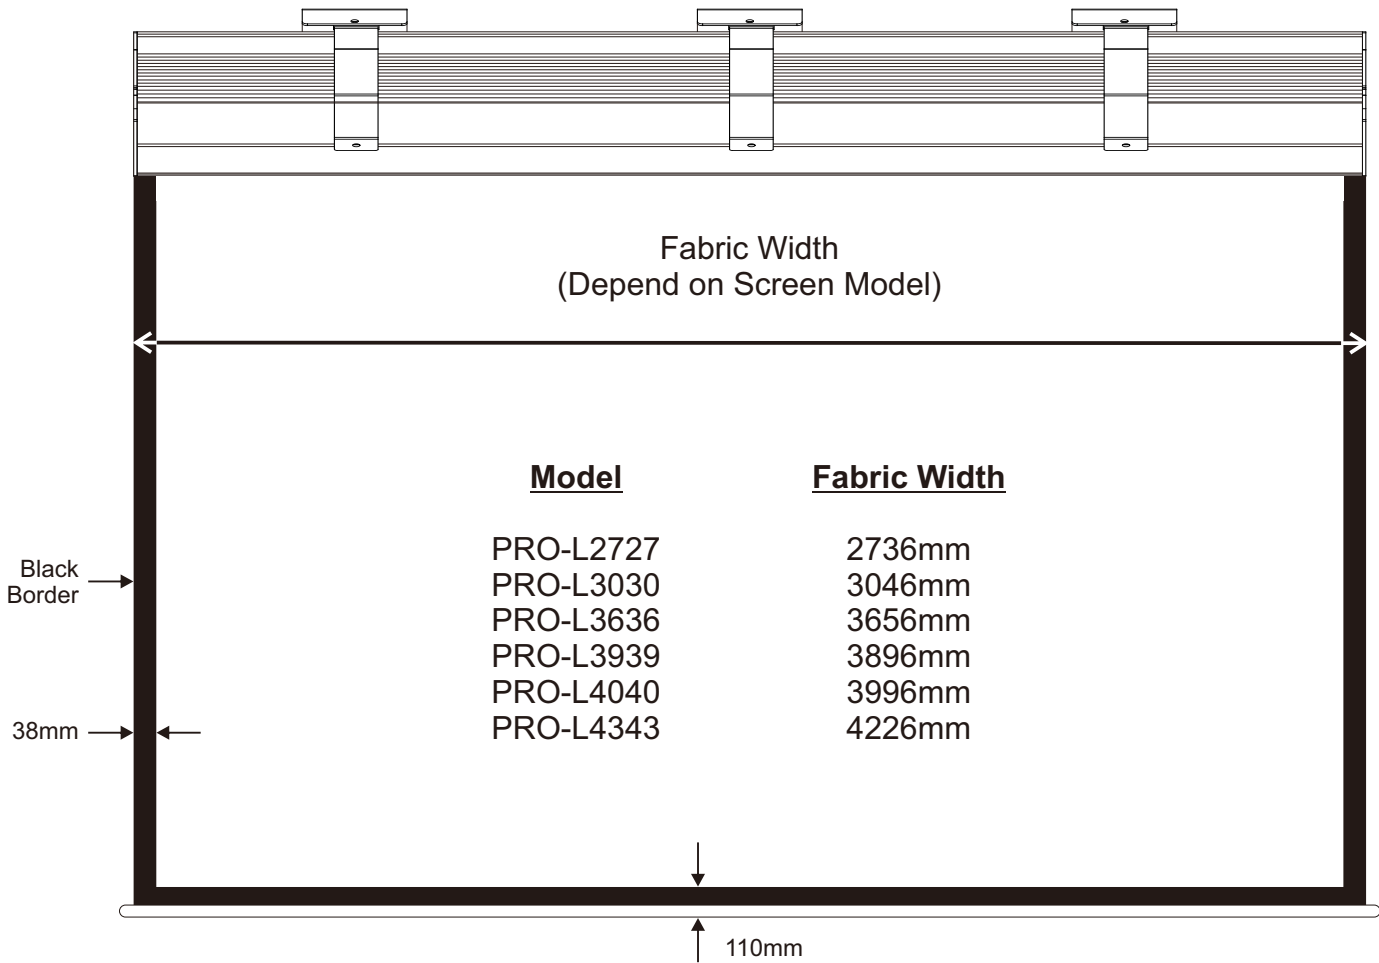 Fabric Width
(Depend on Screen Model)
Model Fabric Width
PRO-L2727 2736mm
PRO-L3030 3046mm
PRO-L3636 3656mm
PRO-L3939 3896mm
PRO-L4040 3996mm
PRO-L4343 4226mm
Black
Border
38mm
110mm